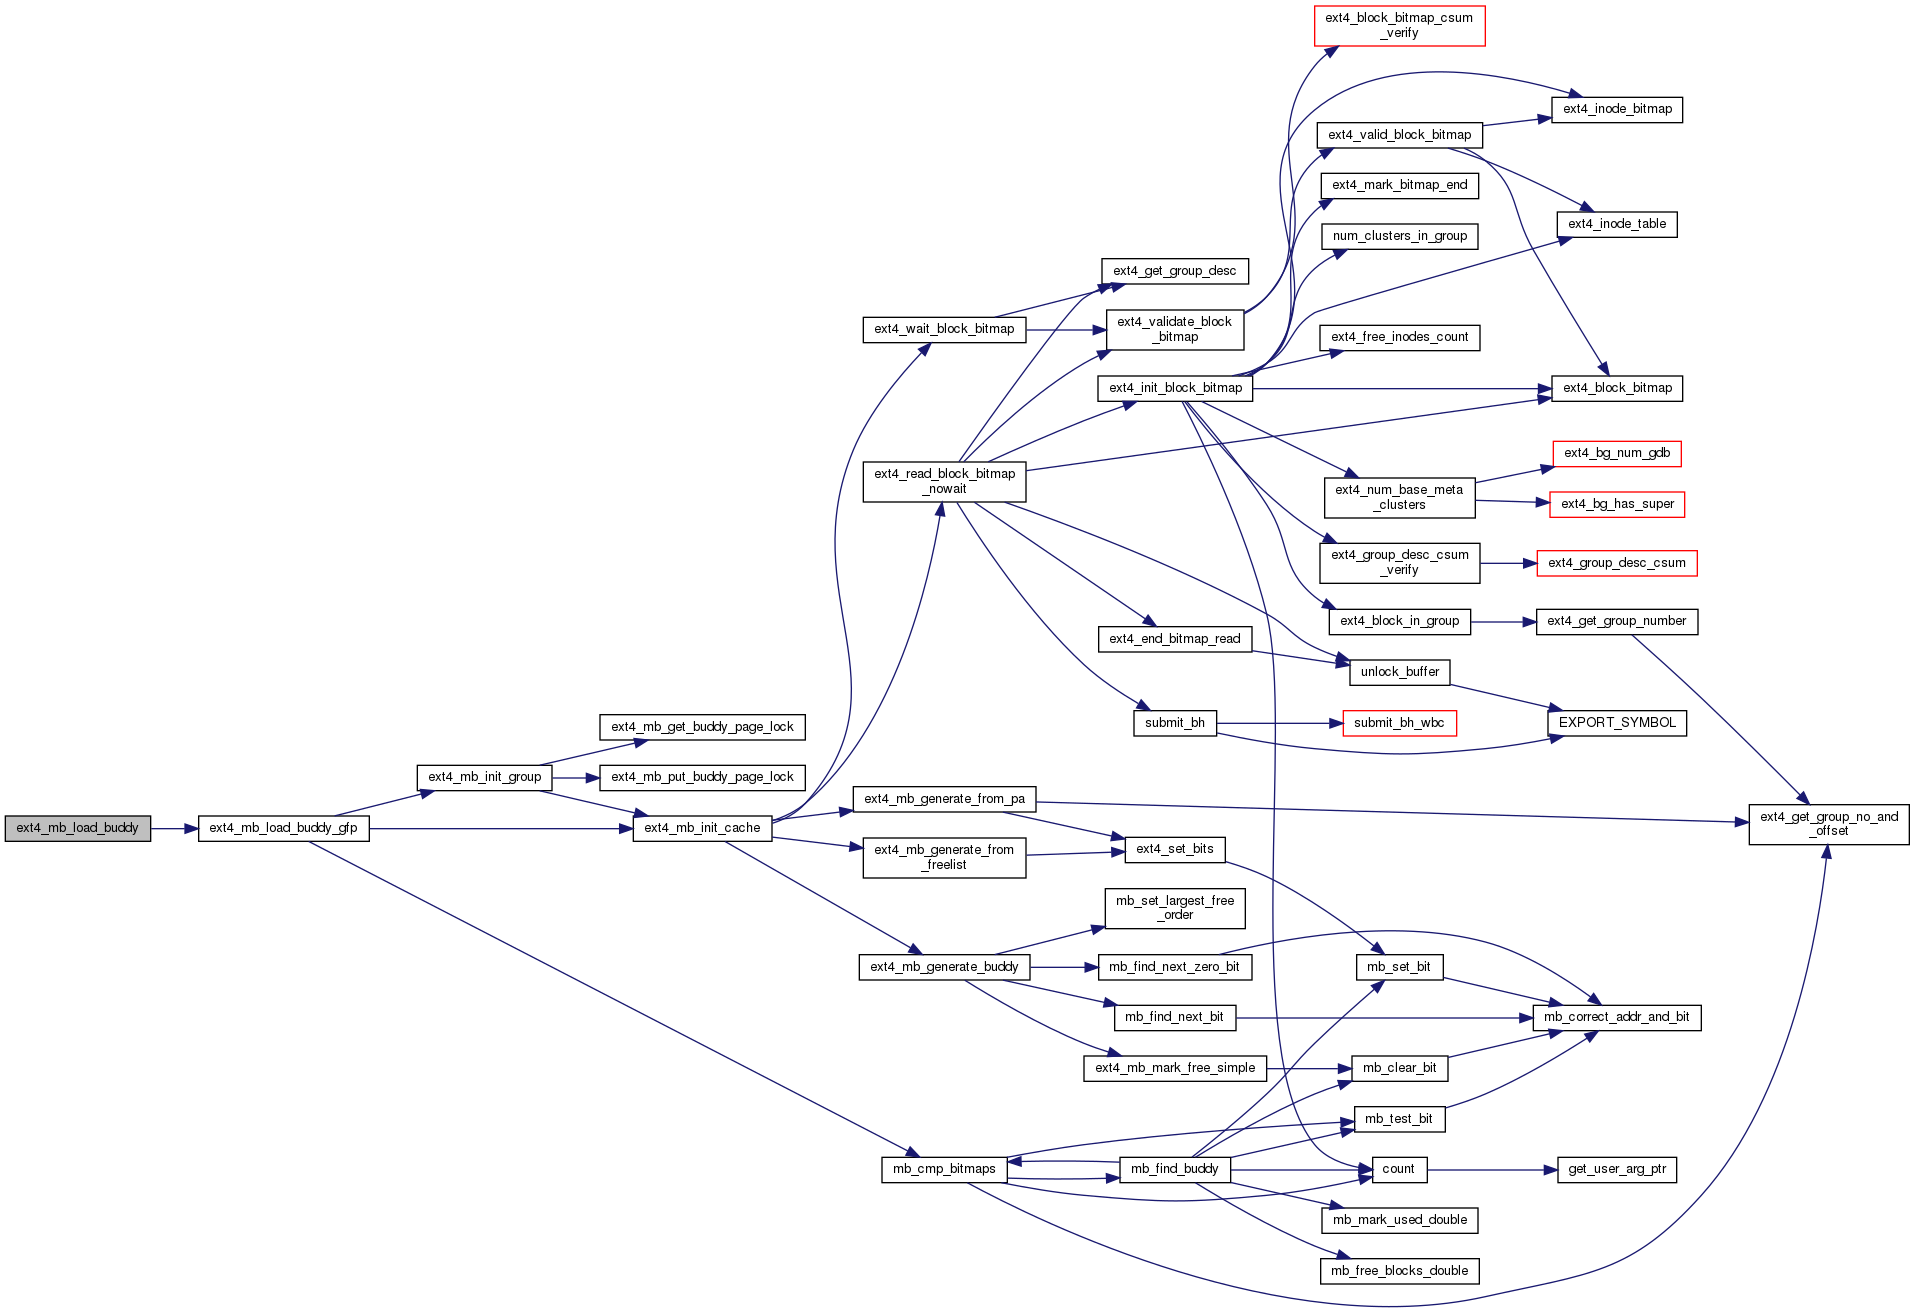 ext4_block_bitmap_csum
_verify
ext4_inode_bitmap
ext4_valid_block_bitmap
ext4_mark_bitmap_end
ext4_inode_table
num_clusters_in_group
ext4_get_group_desc
ext4_wait_block_bitmap
ext4_validate_block
_bitmap
ext4_free_inodes_count
ext4_init_block_bitmap
ext4_block_bitmap
ext4_bg_num_gdb
ext4_read_block_bitmap
_nowait
ext4_num_base_meta
_clusters
ext4_bg_has_super
ext4_group_desc_csum
_verify
ext4_group_desc_csum
ext4_block_in_group
ext4_get_group_number
ext4_end_bitmap_read
unlock_buffer
ext4_mb_get_buddy_page_lock
submit_bh
submit_bh_wbc
EXPORT_SYMBOL
ext4_mb_init_group
ext4_mb_put_buddy_page_lock
ext4_mb_generate_from_pa
ext4_mb_load_buddy
ext4_mb_load_buddy_gfp
ext4_mb_init_cache
ext4_get_group_no_and
_offset
ext4_mb_generate_from
_freelist
ext4_set_bits
mb_set_largest_free
_order
ext4_mb_generate_buddy
mb_find_next_zero_bit
mb_set_bit
mb_find_next_bit
mb_correct_addr_and_bit
ext4_mb_mark_free_simple
mb_clear_bit
mb_test_bit
mb_cmp_bitmaps
mb_find_buddy
count
get_user_arg_ptr
mb_mark_used_double
mb_free_blocks_double